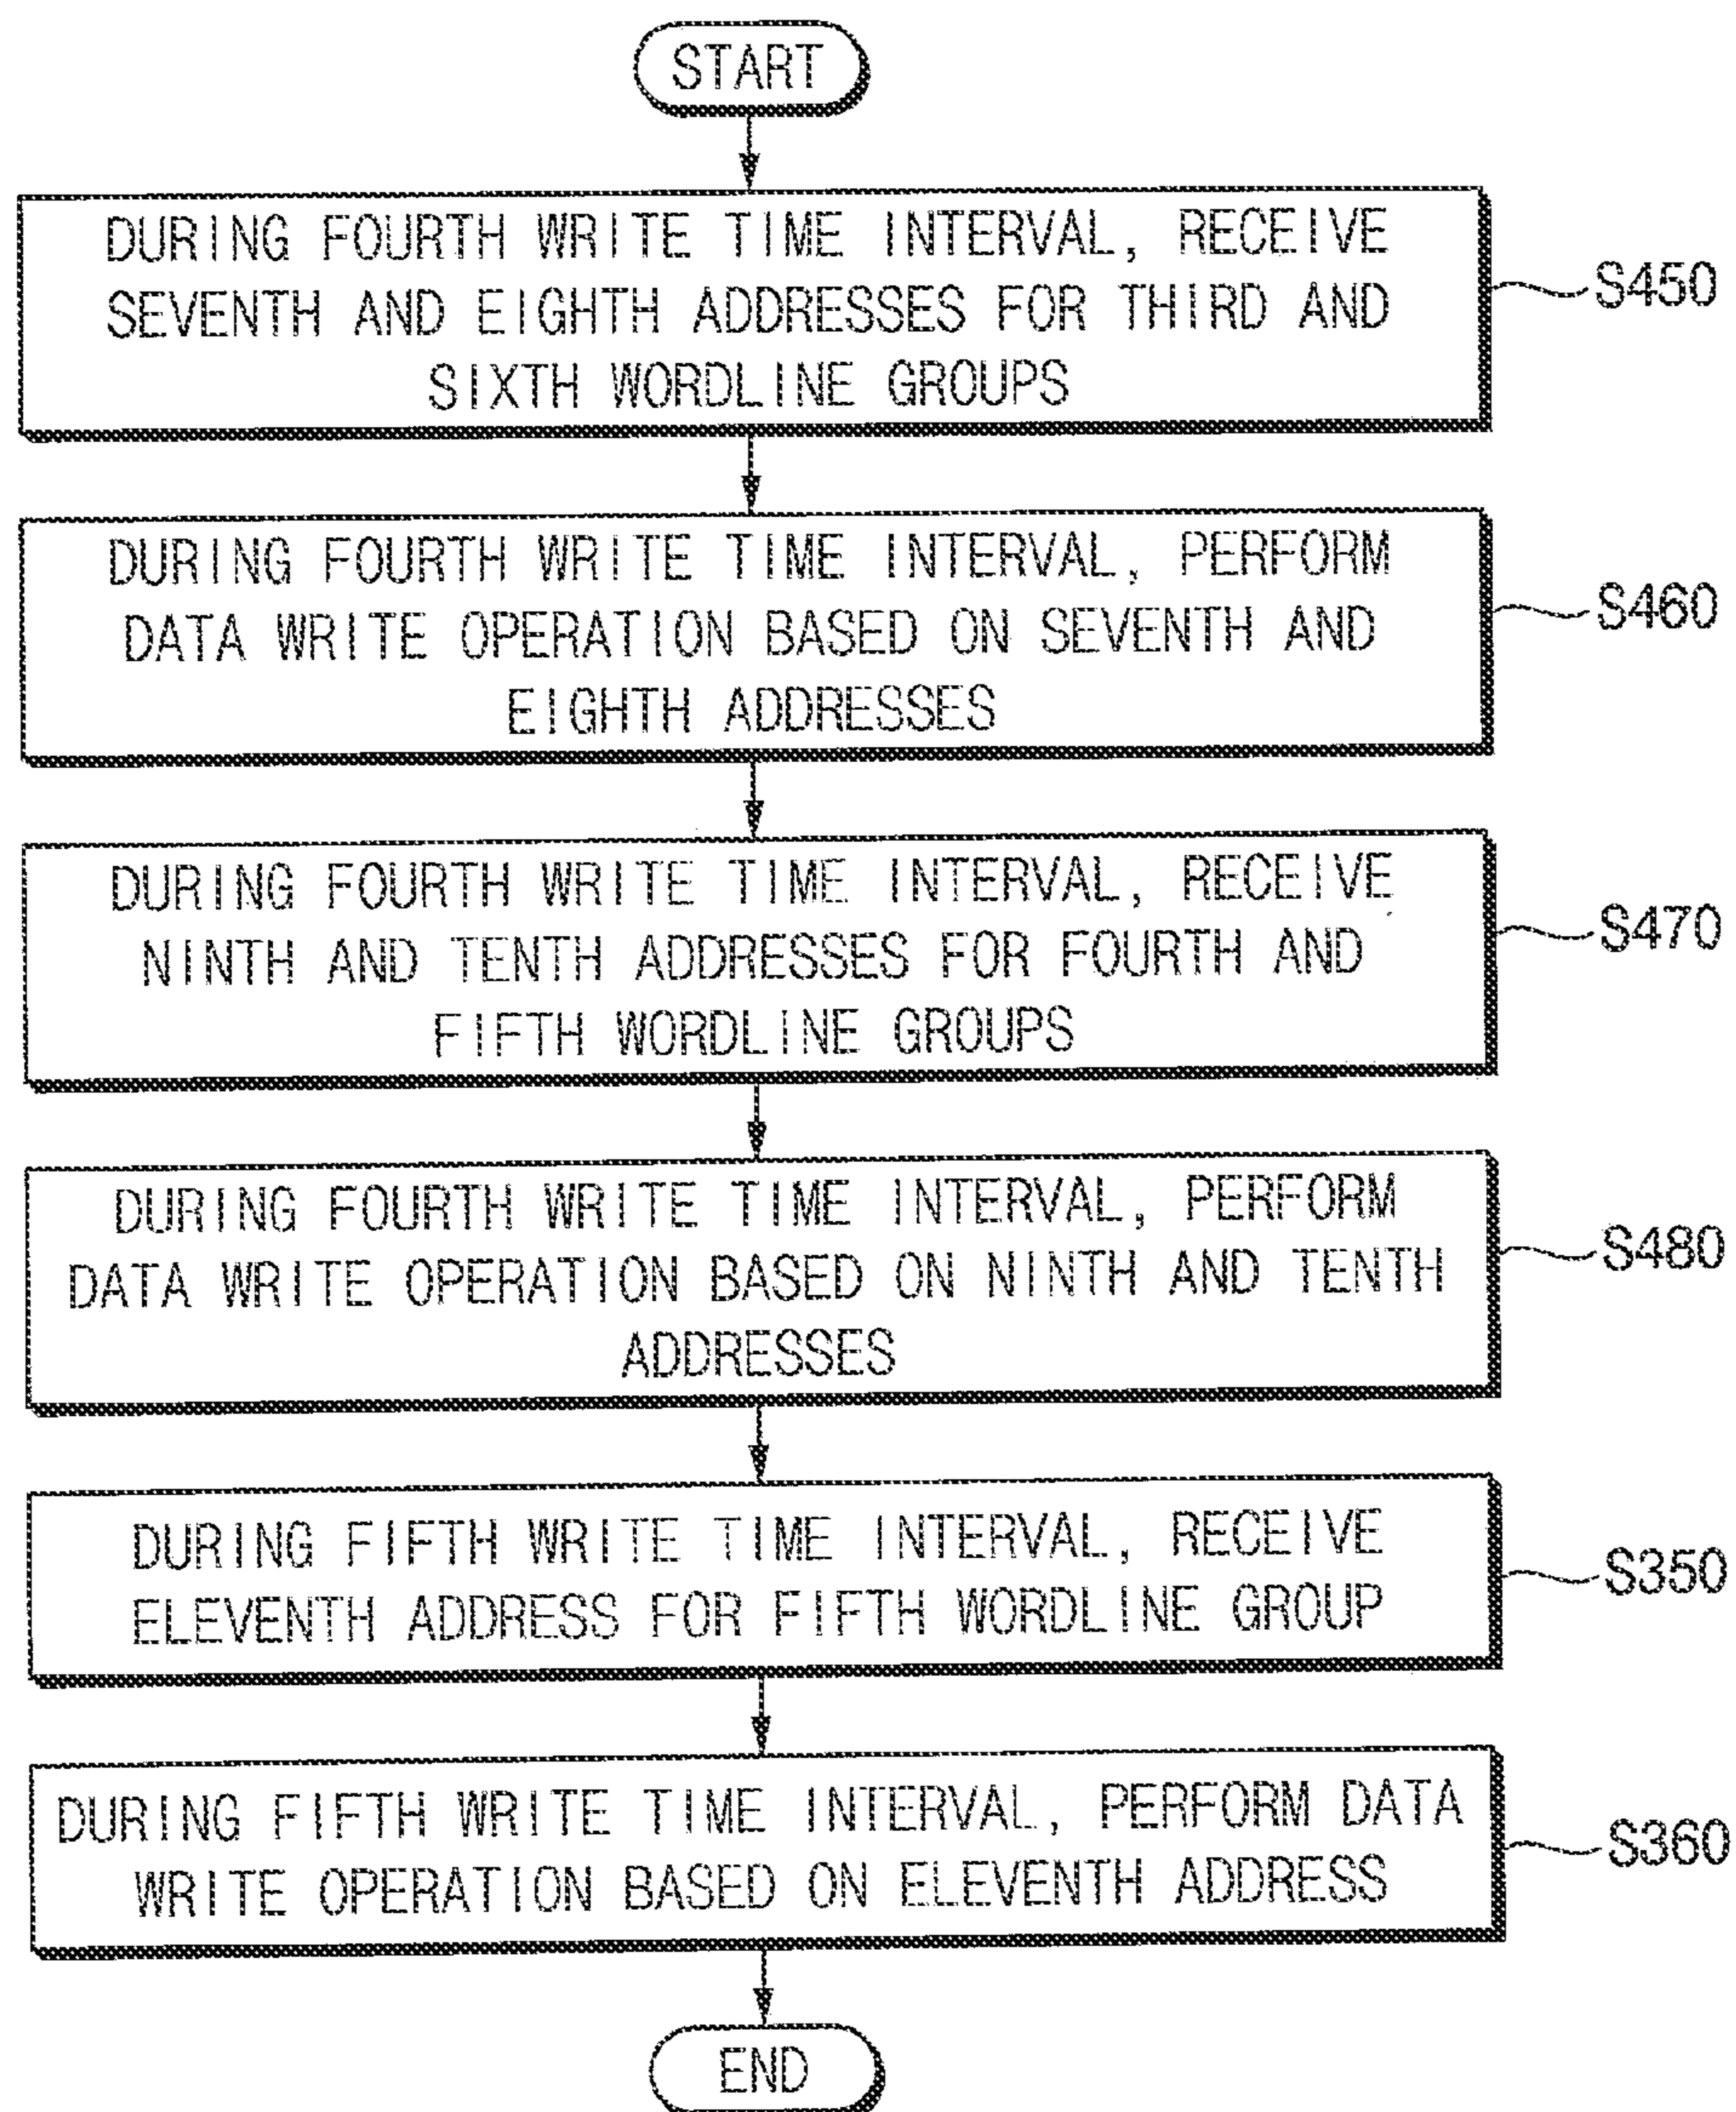 START
DURING FOURTH WRITE TIME INTERVAL, RECEIVE
SEVENTH AND EIGHTH ADDRESSES FOR THIRD AND
SIXTH WORDLINE GROUPS
S450
DURING FOURTH WRITE TIME INTERVAL, PERFORM
DATA WRITE OPERATION BASED ON SEVENTH AND
EIGHTH ADDRESSES
S460
DURING FOURTH WRITE TIME INTERVAL, RECEIVE
NINTH AND TENTH ADDRESSES FOR FOURTH AND
FIFTH WORDLINE GROUPS
S470
DURING FOURTH WRITE TIME INTERVAL, PERFORM
DATA WRITE OPERATION BASED ON NINTH AND TENTH
ADDRESSES
S480
DURING FIFTH WRITE TIME INTERVAL, RECEIVE
ELEVENTH ADDRESS FOR FIFTH WORDLINE GROUP
S350
DURING FIFTH WRITE TIME INTERVAL, PERFORM DATA
WRITE OPERATION BASED ON ELEVENTH ADDRESS
S360
END